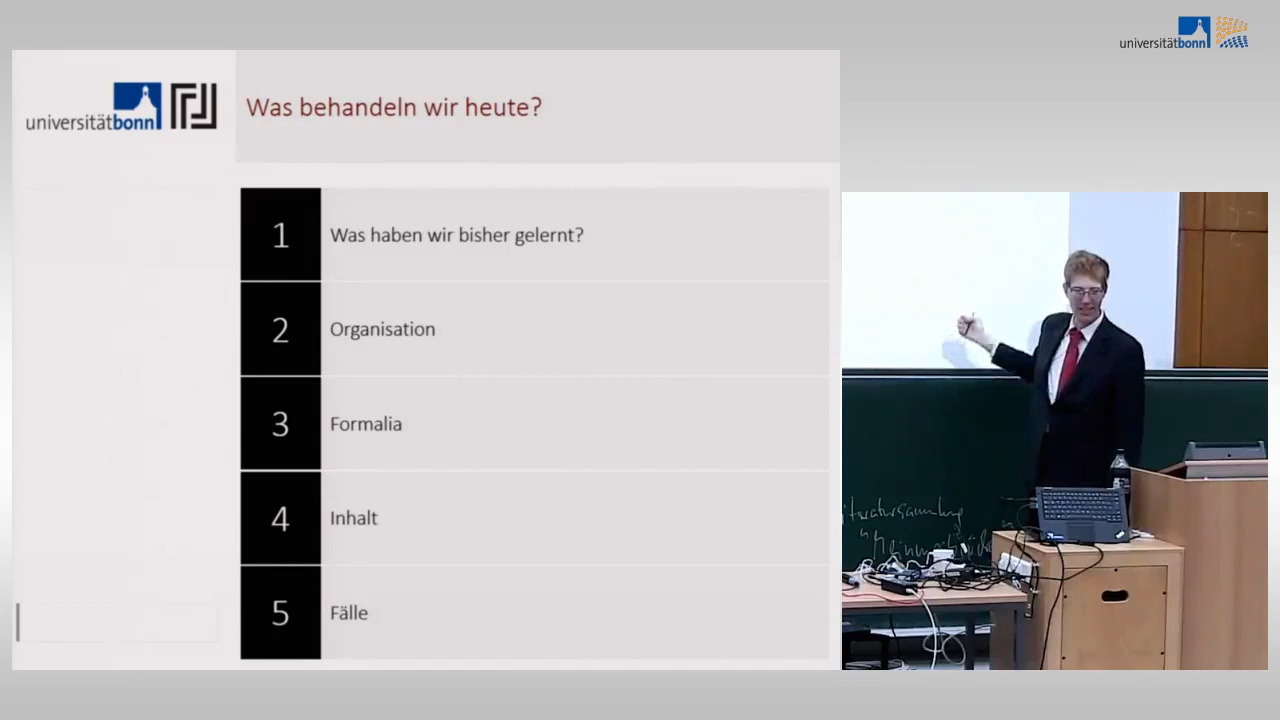 universitätbonn
universitätbonn
Was behandeln wir heute?
1 Was haben wir bisher gelernt?
2 Organisation
3 Formalia
4 Inhalt
5 Fälle